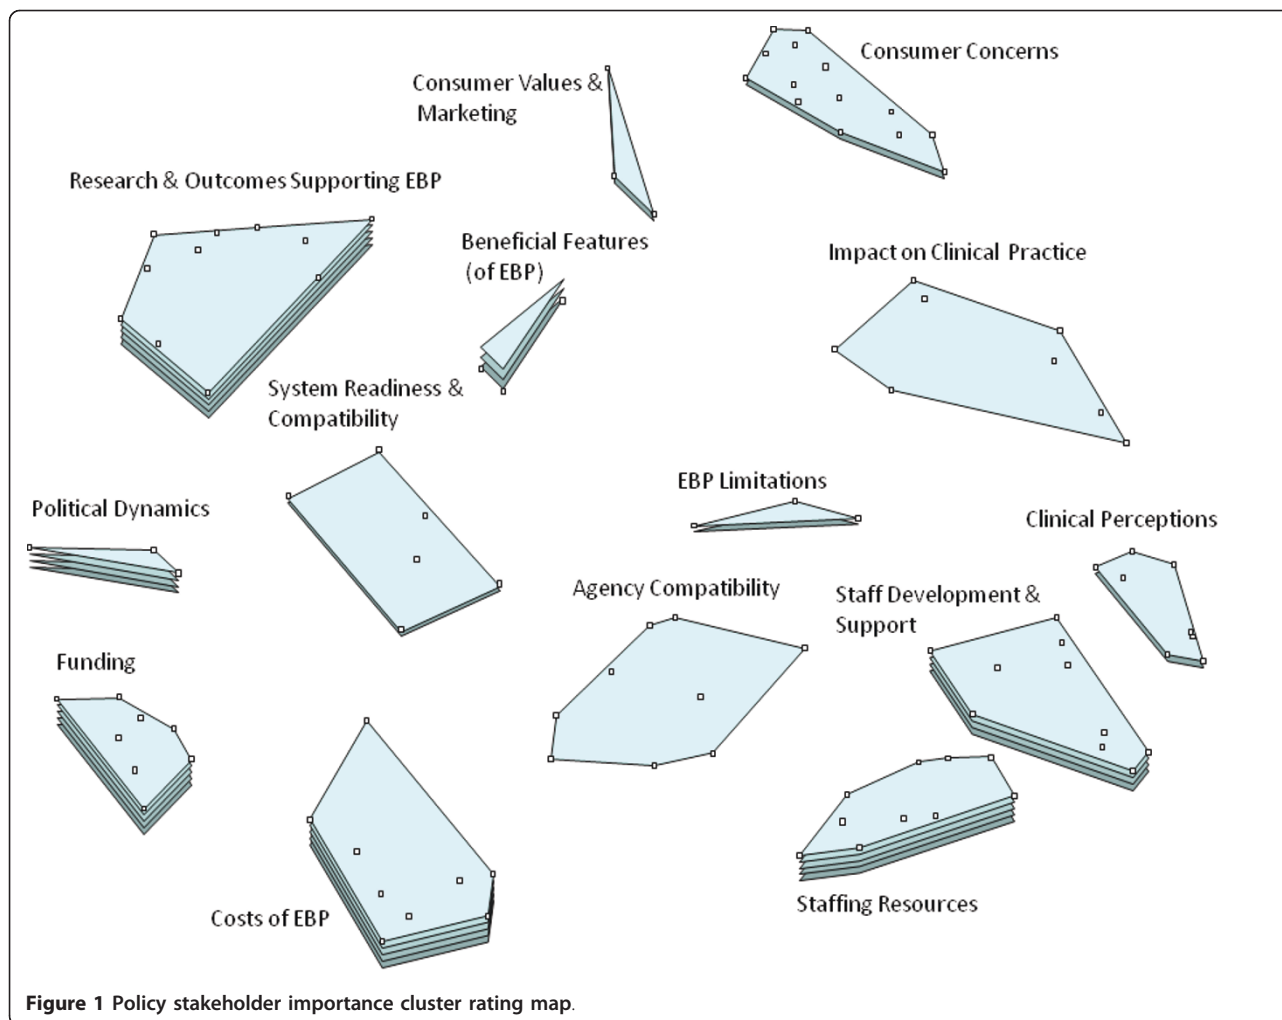 Consumer Concerns
Consumer Values &
Marketing
Research & Outcomes Supporting EBP
Beneficial Features
(of EBP)
Impact on Clinical Practice
System Readiness &
Compatibility
EBP Limitations
Political Dynamics
Clinical Perceptions
Agency Compatibility
Staff Development &
Support
Funding
Costs of EBP
Staffing Resources
Figure 1 Policy stakeholder importance cluster rating map.